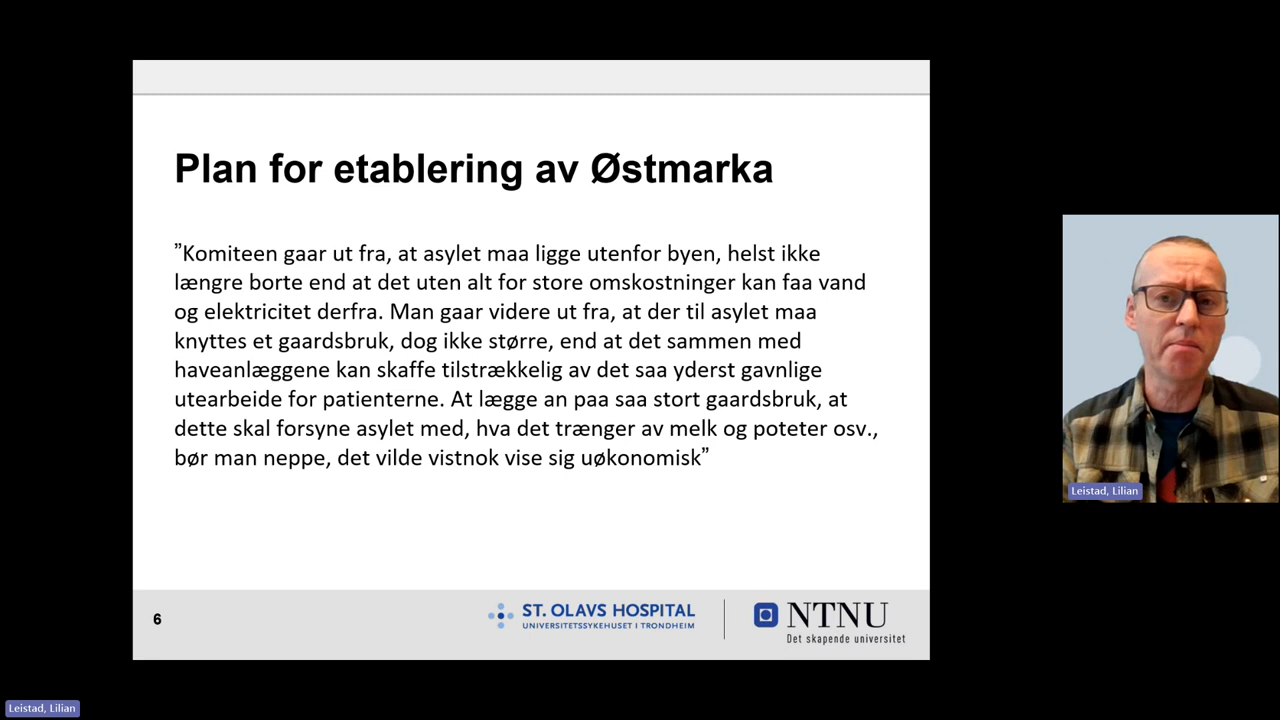 Plan for etablering av Østmarka
”Komiteen gaar ut fra, at asylet maa ligge utenfor byen, helst ikke
længre borte end at det uten alt for store omskostninger kan faa vand
og elektricitet derfra. Man gaar videre ut fra, at der til asylet maa
knyttes et gaardsbruk, dog ikke større, end at det sammen med
haveanlæggene kan skaffe tilstrækkelig av det saa yderst gavnlige
utearbeide for patienterne. At lægge an paa saa stort gaardsbruk, at
dette skal forsyne asylet med, hva det trænger av melk og poteter osv.,
bør man neppe, det vilde vistnok vise sig uøkonomisk”
6
ST. OLAVS HOSPITAL
UNIVERSITETSSYKEHUSET I TRONDHEIM
NTNU
Det skapende universitet
Leistad, Lilian
Leistad, Lilian